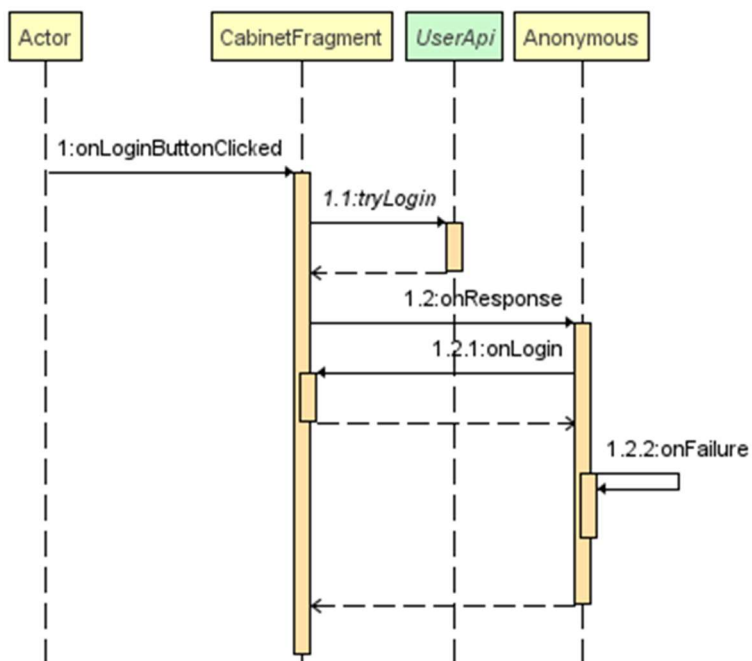 Actor
CabinetFragment
UserApi
Anonymous
1:onLoginButtonClicked
1.1:tryLogin
1.2:onResponse
1.2.1:onLogin
1.2.2:onFailure